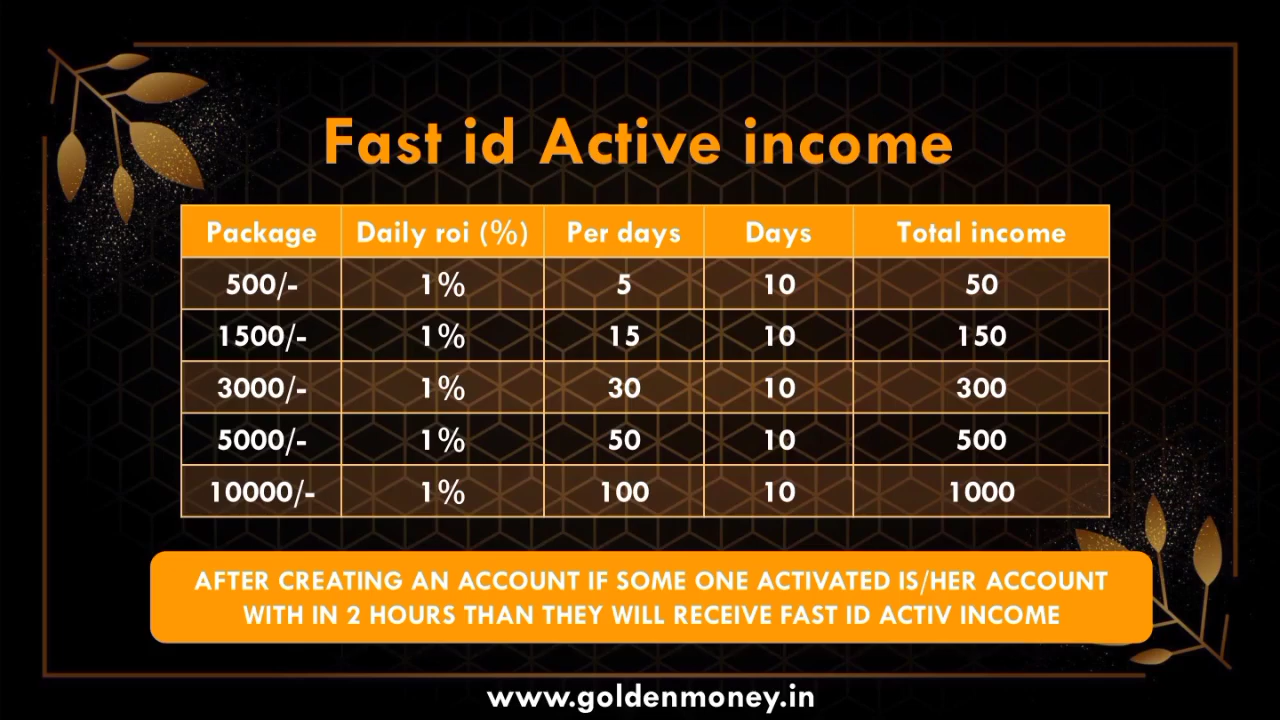 Fast id Active income
Package Daily roi (%) Per days Days Total income
500/- 1% 5 10 50
1500/- 1% 15 10 150
3000/- 1% 30 10 300
5000/- 1% 50 10 500
10000/- 1% 100 10 1000
AFTER CREATING AN ACCOUNT IF SOME ONE ACTIVATED IS/HER ACCOUNT
WITH IN 2 HOURS THAN THEY WILL RECEIVE FAST ID ACTIV INCOME
www.goldenmoney.in